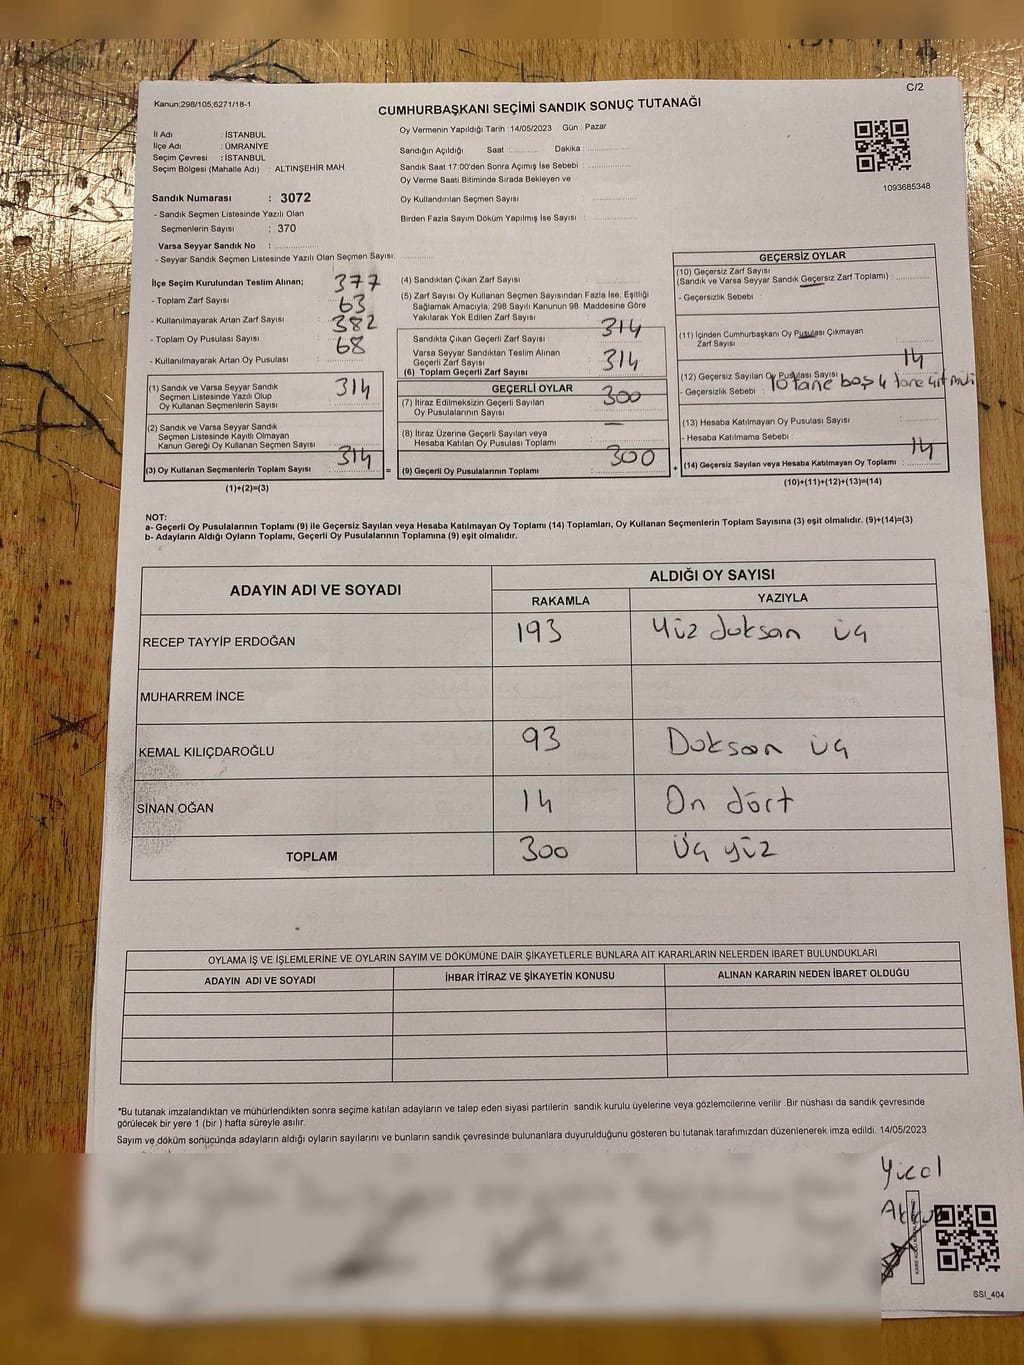 C/2
Kanun;298/105,6271/18-1
CUMHURBAŞKANI SEÇİMİ SANDIK SONUÇ TUTANAĞI
İl Adı : İSTANBUL
İlçe Adı : ÜMRANİYE
Seçim Çevresi : İSTANBUL
Seçim Bölgesi (Mahalle Adı) : ALTINŞEHİR MAH.
Oy Vermenin Yapıldığı Tarih : 14/05/2023 Gün : Pazar
Sandığın Açıldığı Saat : Dakika :
Sandık Saat 17:00'den Sonra Açımış İse Sebebi :
Oy Verme Saati Bitiminde Sırada Bekleyen ve
Oy Kullandırılan Seçmen Sayısı :
Birden Fazla Sayım Döküm Yapılmış İse Sayısı :
1093685348
Sandık Numarası : 3072
- Sandık Seçmen Listesinde Yazılı Olan
Seçmenlerin Sayısı : 370
Varsa Seyyar Sandık No :
- Seyyar Sandık Seçmen Listesinde Yazılı Olan Seçmen Sayısı:
İlçe Seçim Kurulundan Teslim Alınan;
- Toplam Zarf Sayısı : 377
- Kullanılmayarak Artan Zarf Sayısı : 63
- Toplam Oy Pusulası Sayısı : 382
- Kullanılmayarak Artan Oy Pusulası : 68
(1) Sandık ve Varsa Seyyar Sandık
Seçmen Listesinde Yazılı Olup
Oy Kullanan Seçmenlerin Sayısı : 314
(2) Sandık ve Varsa Seyyar Sandık
Seçmen Listesinde Kayıtlı Olmayan
Kanun Gereği Oy Kullanan Seçmen Sayısı :
(3) Oy Kullanan Seçmenlerin Toplam Sayısı : 314 =
(1)+(2)=(3)
(4) Sandıktan Çıkan Zarf Sayısı :
(5) Zarf Sayısı Oy Kullanan Seçmen Sayısından Fazla İse, Eşitliği
Sağlamak Amacıyla, 298 Sayılı Kanunun 98. Maddesine Göre
Yakılarak Yok Edilen Zarf Sayısı :
Sandıkta Çıkan Geçerli Zarf Sayısı : 314
Varsa Seyyar Sandıktan Teslim Alınan
Geçerli Zarf Sayısı
(6) Toplam Geçerli Zarf Sayısı : 314
GEÇERLİ OYLAR
(7) İtiraz Edilmeksizin Geçerli Sayılan
Oy Pusulalarının Sayısı : 300
(8) İtiraz Üzerine Geçerli Sayılan veya
Hesaba Katılan Oy Pusulası Toplamı : —
(9) Geçerli Oy Pusulalarının Toplamı : 300 +
GEÇERSİZ OYLAR
(10) Geçersiz Zarf Sayısı
(Sandık ve Varsa Seyyar Sandık Geçersiz Zarf Toplamı) :
- Geçersizlik Sebebi :
(11) İçinden Cumhurbaşkanı Oy Pusulası Çıkmayan
Zarf Sayısı :
(12) Geçersiz Sayılan Oy Pusulası Sayısı : 14
- Geçersizlik Sebebi : 10 tane boş 4 tane çift mühür
(13) Hesaba Katılmayan Oy Pusulası Sayısı :
- Hesaba Katılmama Sebebi :
(14) Geçersiz Sayılan veya Hesaba Katılmayan Oy Toplamı : 14
(10)+(11)+(12)+(13)=(14)
NOT:
a- Geçerli Oy Pusulalarının Toplamı (9) ile Geçersiz Sayılan veya Hesaba Katılmayan Oy Toplamı (14) Toplamları, Oy Kullanan Seçmenlerin Toplam Sayısına (3) eşit olmalıdır. (9)+(14)=(3)
b- Adayların Aldığı Oyların Toplamı, Geçerli Oy Pusulalarının Toplamına (9) eşit olmalıdır.
ADAYIN ADI VE SOYADI ALDIĞI OY SAYISI
RAKAMLA YAZIYLA
RECEP TAYYİP ERDOĞAN 193 Yüz doksan üç
MUHARREM İNCE
KEMAL KILIÇDAROĞLU 93 Doksan üç
SİNAN OĞAN 14 On dört
TOPLAM 300 Üç yüz
OYLAMA İŞ VE İŞLEMLERİNE VE OYLARIN SAYIM VE DÖKÜMÜNE DAİR ŞİKAYETLERLE BUNLARA AİT KARARLARIN NELERDEN İBARET BULUNDUKLARI
ADAYIN ADI VE SOYADI İHBAR İTİRAZ VE ŞİKAYETİN KONUSU ALINAN KARARIN NEDEN İBARET OLDUĞU
*Bu tutanak imzalandıktan ve mühürlendikten sonra seçime katılan adayların ve talep eden siyasi partilerin sandık kurulu üyelerine veya gözlemcilerine verilir. Bir nüshası da sandık çevresinde
görülecek bir yere 1 (bir ) hafta süreyle asılır.
Sayım ve döküm sonucunda adayların aldığı oyların sayılarını ve bunların sandık çevresinde bulunanlara duyurulduğunu gösteren bu tutanak tarafımızdan düzenlenerek imza edildi. 14/05/2023
Yücel
SSI_404